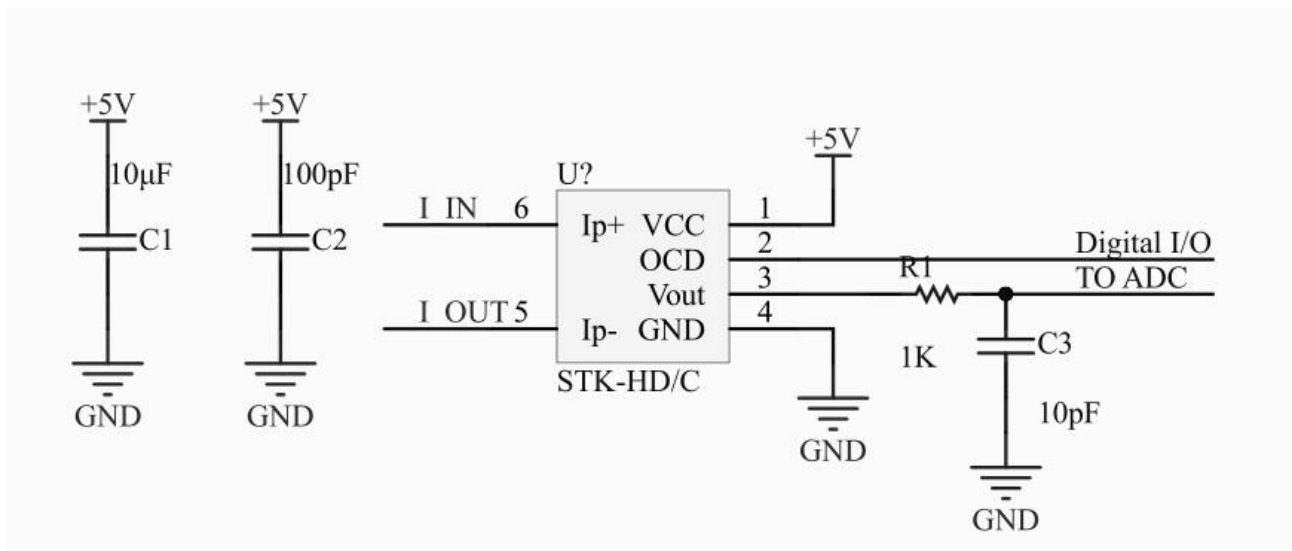 +5V
10µF
C1
GND
+5V
100pF
C2
GND
U?
I IN 6
I OUT 5
Ip+ VCC
OCD
Vout
Ip- GND
STK-HD/C
1
2
3
4
+5V
GND
Digital I/O
R1
TO ADC
1K
C3
10pF
GND